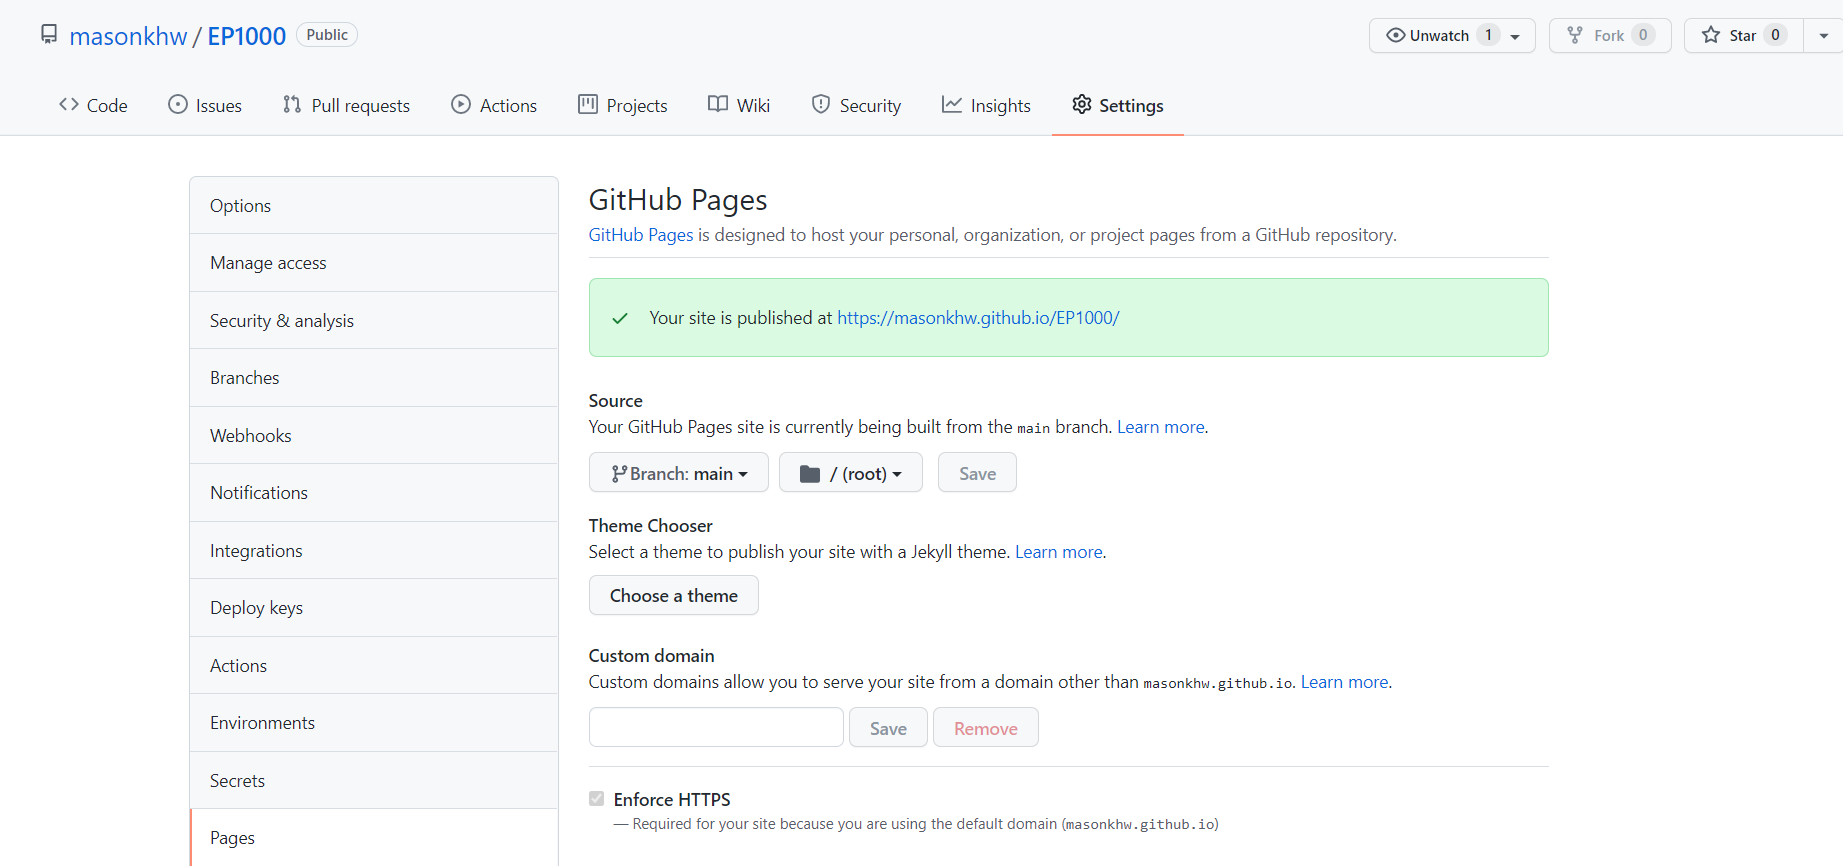 masonkhw / EP1000 Public
Unwatch 1 Fork 0 Star 0
Code Issues Pull requests Actions Projects Wiki Security Insights Settings
Options
Manage access
Security & analysis
Branches
Webhooks
Notifications
Integrations
Deploy keys
Actions
Environments
Secrets
Pages
GitHub Pages
GitHub Pages is designed to host your personal, organization, or project pages from a GitHub repository.
Your site is published at https://masonkhw.github.io/EP1000/
Source
Your GitHub Pages site is currently being built from the main branch. Learn more.
Branch: main / (root) Save
Theme Chooser
Select a theme to publish your site with a Jekyll theme. Learn more.
Choose a theme
Custom domain
Custom domains allow you to serve your site from a domain other than masonkhw.github.io. Learn more.
Save Remove
Enforce HTTPS
— Required for your site because you are using the default domain (masonkhw.github.io)